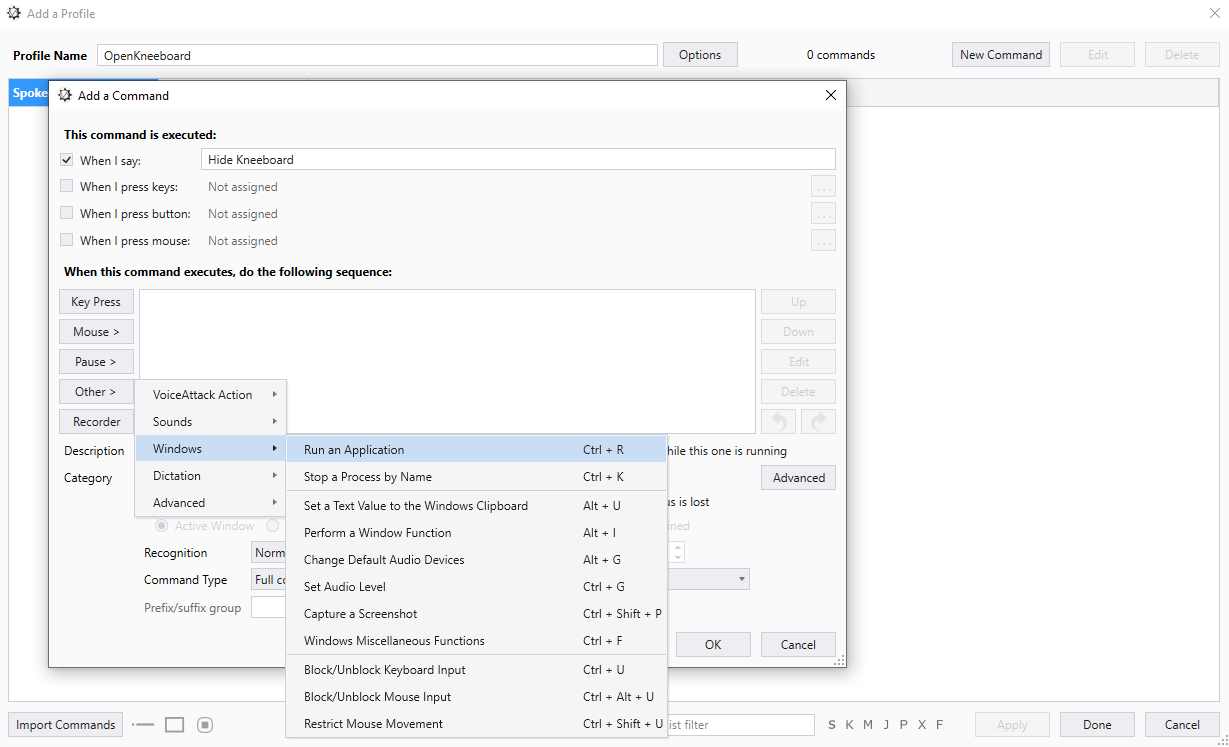 Add a Profile
Profile Name OpenKneeboard Options 0 commands New Command Edit Delete
Spoke
Add a Command
This command is executed:
When I say: Hide Kneeboard
When I press keys: Not assigned ...
When I press button: Not assigned ...
When I press mouse: Not assigned ...
When this command executes, do the following sequence:
Key Press Up
Mouse > Down
Pause > Edit
Other > Delete
Recorder
VoiceAttack Action
Sounds
Windows
Dictation
Advanced
Run an Application Ctrl + R
Stop a Process by Name Ctrl + K
Set a Text Value to the Windows Clipboard Alt + U
Perform a Window Function Alt + I
Change Default Audio Devices Alt + G
Set Audio Level Ctrl + G
Capture a Screenshot Ctrl + Shift + P
Windows Miscellaneous Functions Ctrl + F
Block/Unblock Keyboard Input Ctrl + U
Block/Unblock Mouse Input Ctrl + Alt + U
Restrict Mouse Movement Ctrl + Shift + U
Description hile this one is running
Category Advanced
s is lost
Active Window ned
Recognition Norm
Command Type Full co
Prefix/suffix group
OK Cancel
Import Commands ist filter S K M J P X F Apply Done Cancel